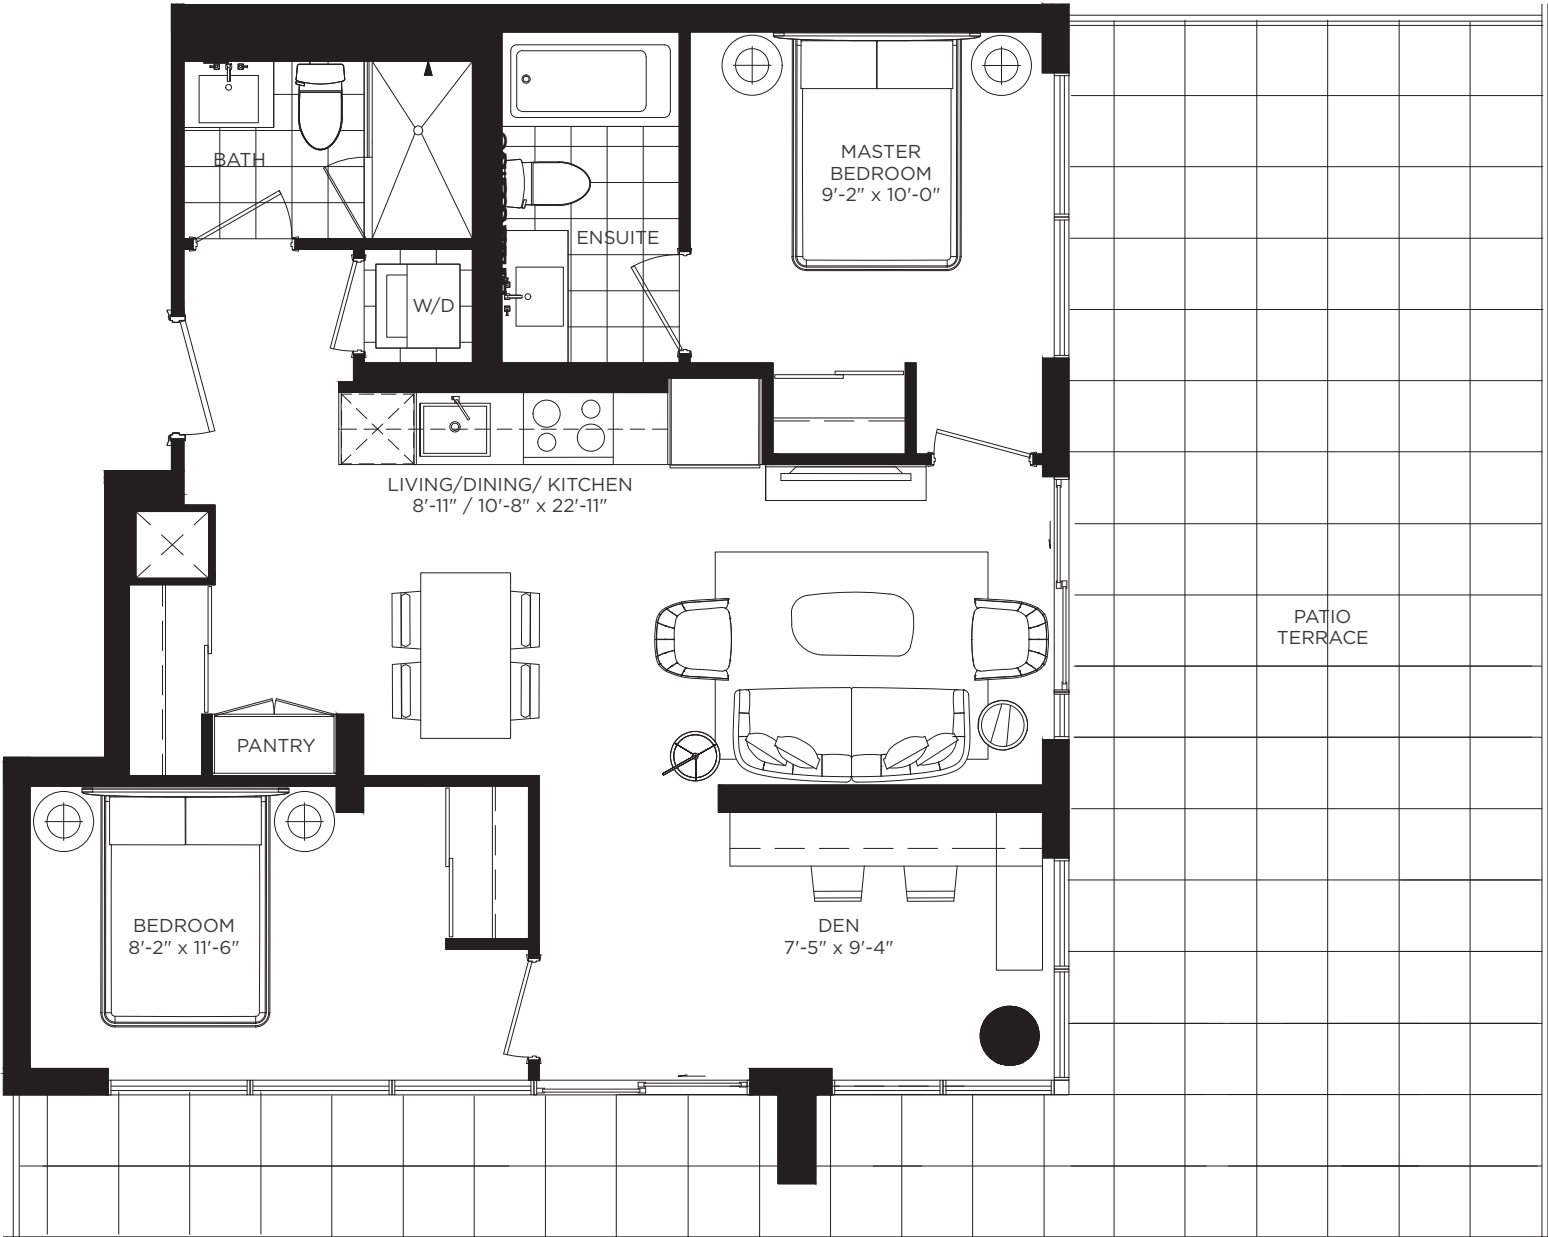 MASTER
BEDROOM
9'-2" x 10'-0"
BATH
ENSUITE
W/D
LIVING/DINING/ KITCHEN
8'-11" / 10'-8" x 22'-11"
PATIO
TERRACE
PANTRY
BEDROOM
8'-2" x 11'-6"
DEN
7'-5" x 9'-4"